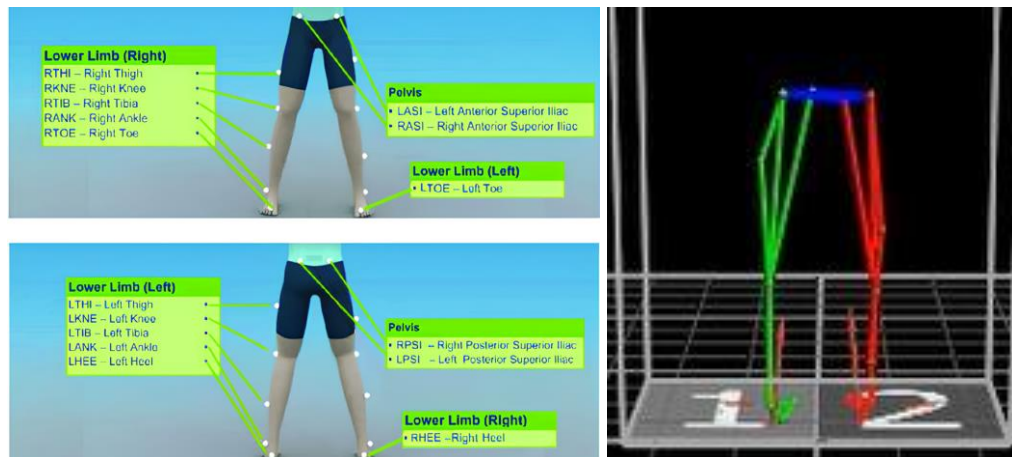 Lower Limb (Right)
RTHI – Right Thigh
RKNE – Right Knee
RTIB – Right Tibia
RANK – Right Ankle
RTOE – Right Toe
Pelvis
• LASI – Left Anterior Superior Iliac
• RASI – Right Anterior Superior Iliac
Lower Limb (Left)
• LTOE – Left Toe
Lower Limb (Left)
LTHI – Left Thigh
LKNE – Left Knee
LTIB – Left Tibia
LANK – Left Ankle
LHEE – Left Heel
Pelvis
• RPSI – Right Posterior Superior Iliac
• LPSI – Left Posterior Superior Iliac
Lower Limb (Right)
• RHEE –Right Heel
1 2